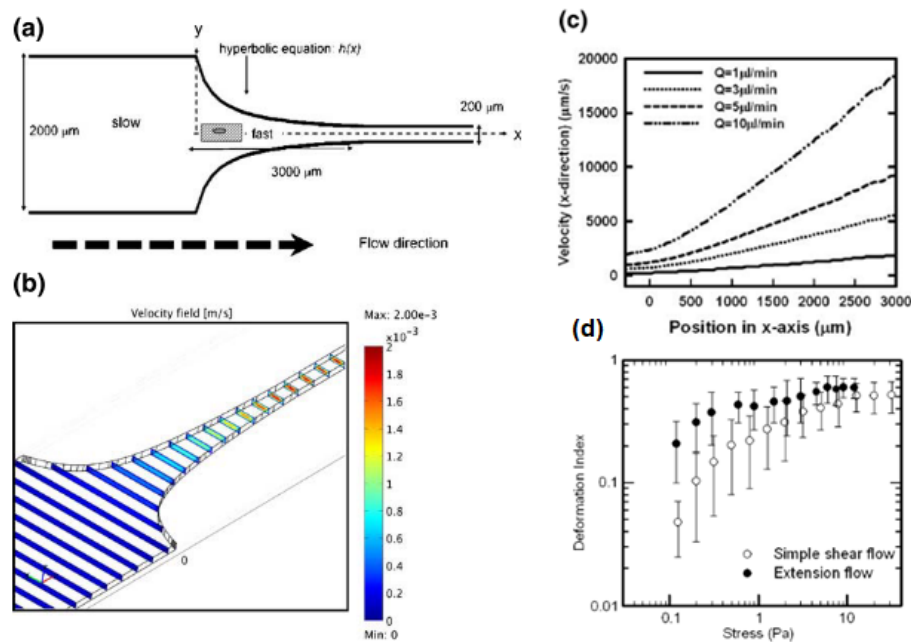 (a)
y
hyperbolic equation: h(x)
200 μm
2000 μm
slow
fast
x
3000 μm
Flow direction
(b)
Velocity field [m/s]
Max: 2.00e-3
×10⁻³
2
1.8
1.6
1.4
1.2
1
0.8
0.6
0.4
0.2
0
Min: 0
0
(c)
20000
15000
10000
5000
0
Velocity (x-direction) (μm/s)
Q=1μl/min
Q=3μl/min
Q=5μl/min
Q=10μl/min
0 500 1000 1500 2000 2500 3000
Position in x-axis (μm)
(d)
1.0
0.1
0.01
Deformation Index
Simple shear flow
Extension flow
0.1 1 10
Stress (Pa)